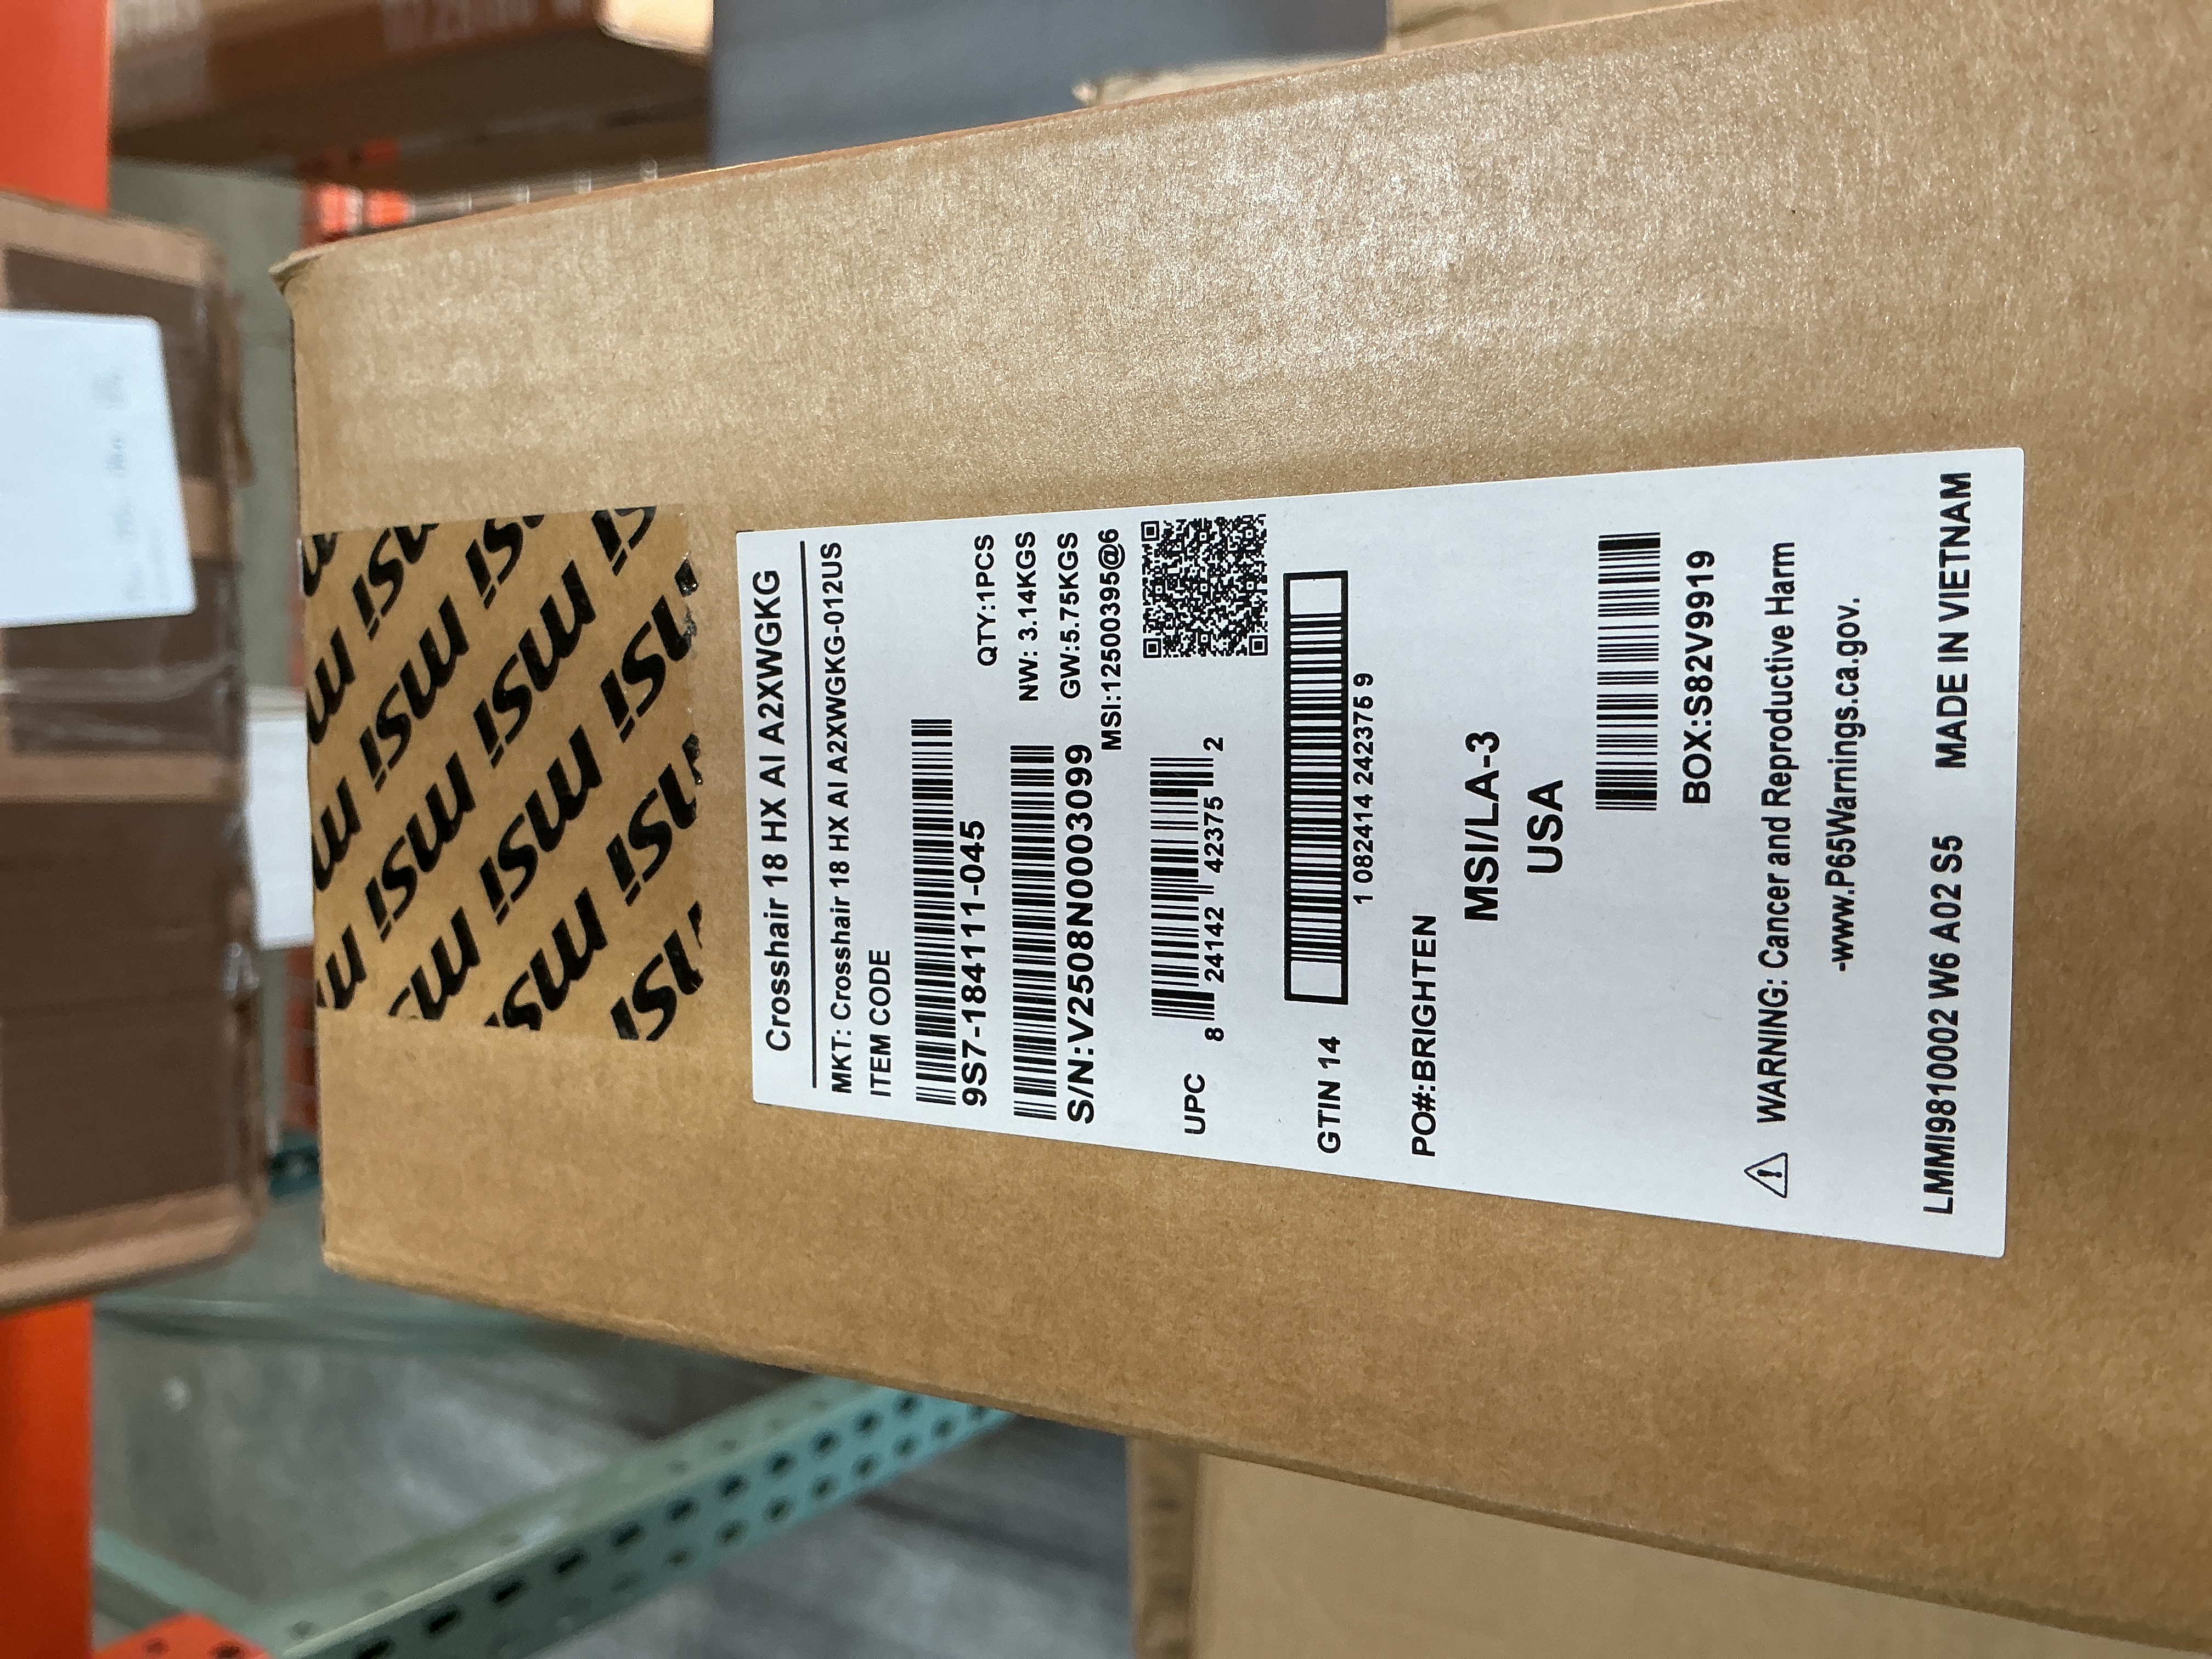 msi msi msi
Crosshair 18 HX AI A2XWGKG
MKT: Crosshair 18 HX AI A2XWGKG-012US
ITEM CODE
9S7-184111-045
QTY:1PCS
NW: 3.14KGS
S/N:V2508N0003099
GW:5.75KGS
MSI:12500395@6
UPC
8 24142 42375 2
GTIN 14
1 082414 242375 9
PO#:BRIGHTEN
MSI/LA-3
USA
BOX:S82V9919
WARNING: Cancer and Reproductive Harm
-www.P65Warnings.ca.gov.
LMMI9810002 W6 A02 S5 MADE IN VIETNAM